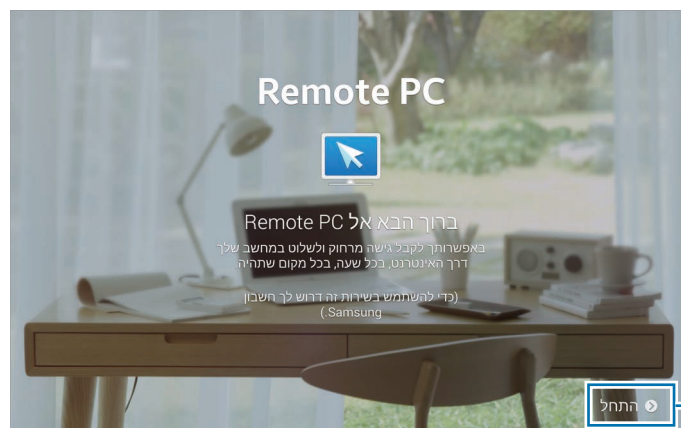 Remote PC
ברוך הבא אל Remote PC
באפשרותך לקבל גישה מרחוק ולשלוט במחשב שלך
דרך האינטרנט, בכל שעה, בכל מקום שתהיה.
(כדי להשתמש בשירות זה דרוש לך חשבון
Samsung.)
התחל